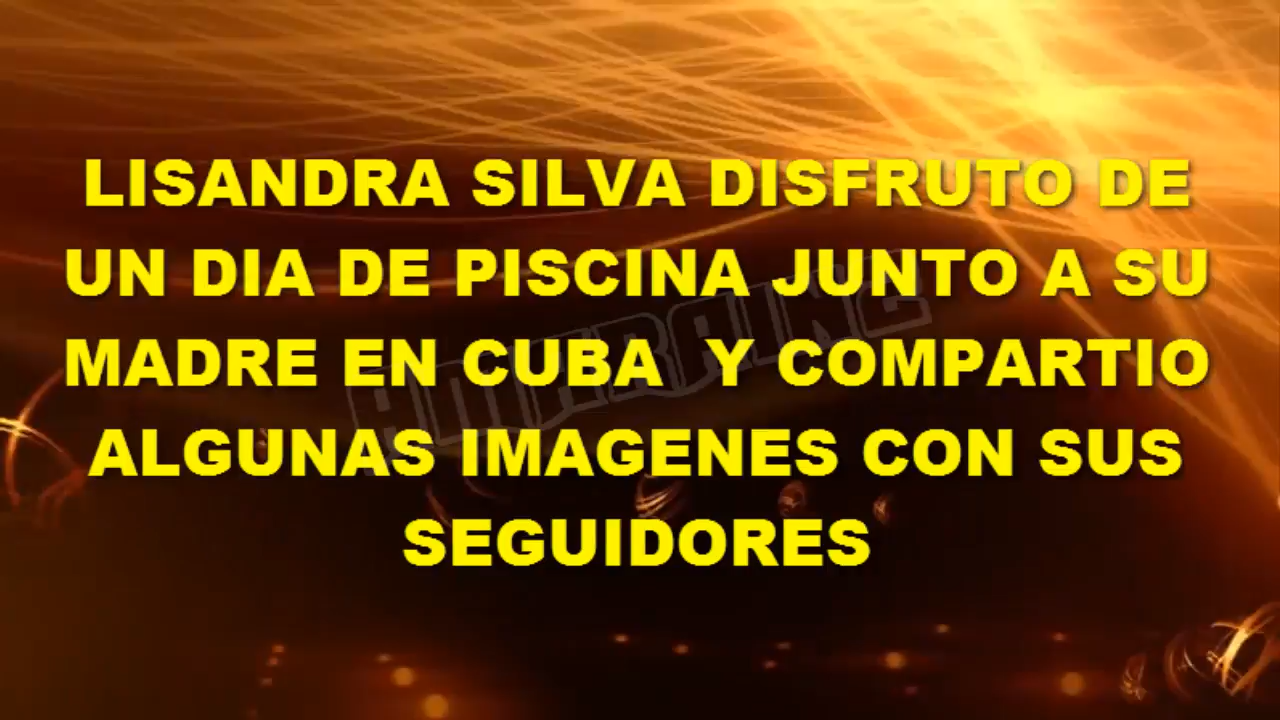 LISANDRA SILVA DISFRUTO DE
UN DIA DE PISCINA JUNTO A SU
MADRE EN CUBA  Y COMPARTIO
ALGUNAS IMAGENES CON SUS
SEGUIDORES